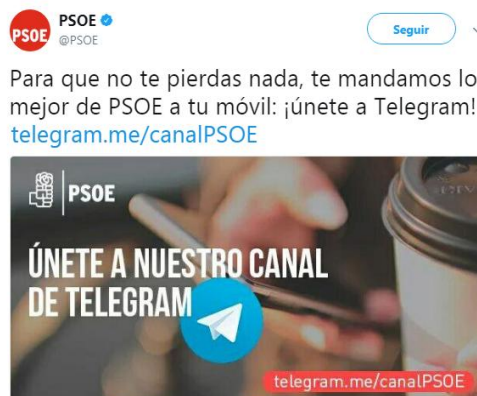 PSOE
PSOE
@PSOE
Seguir
Para que no te pierdas nada, te mandamos lo
mejor de PSOE a tu móvil: ¡únete a Telegram!
telegram.me/canalPSOE
PSOE
ÚNETE A NUESTRO CANAL
DE TELEGRAM
telegram.me/canalPSOE